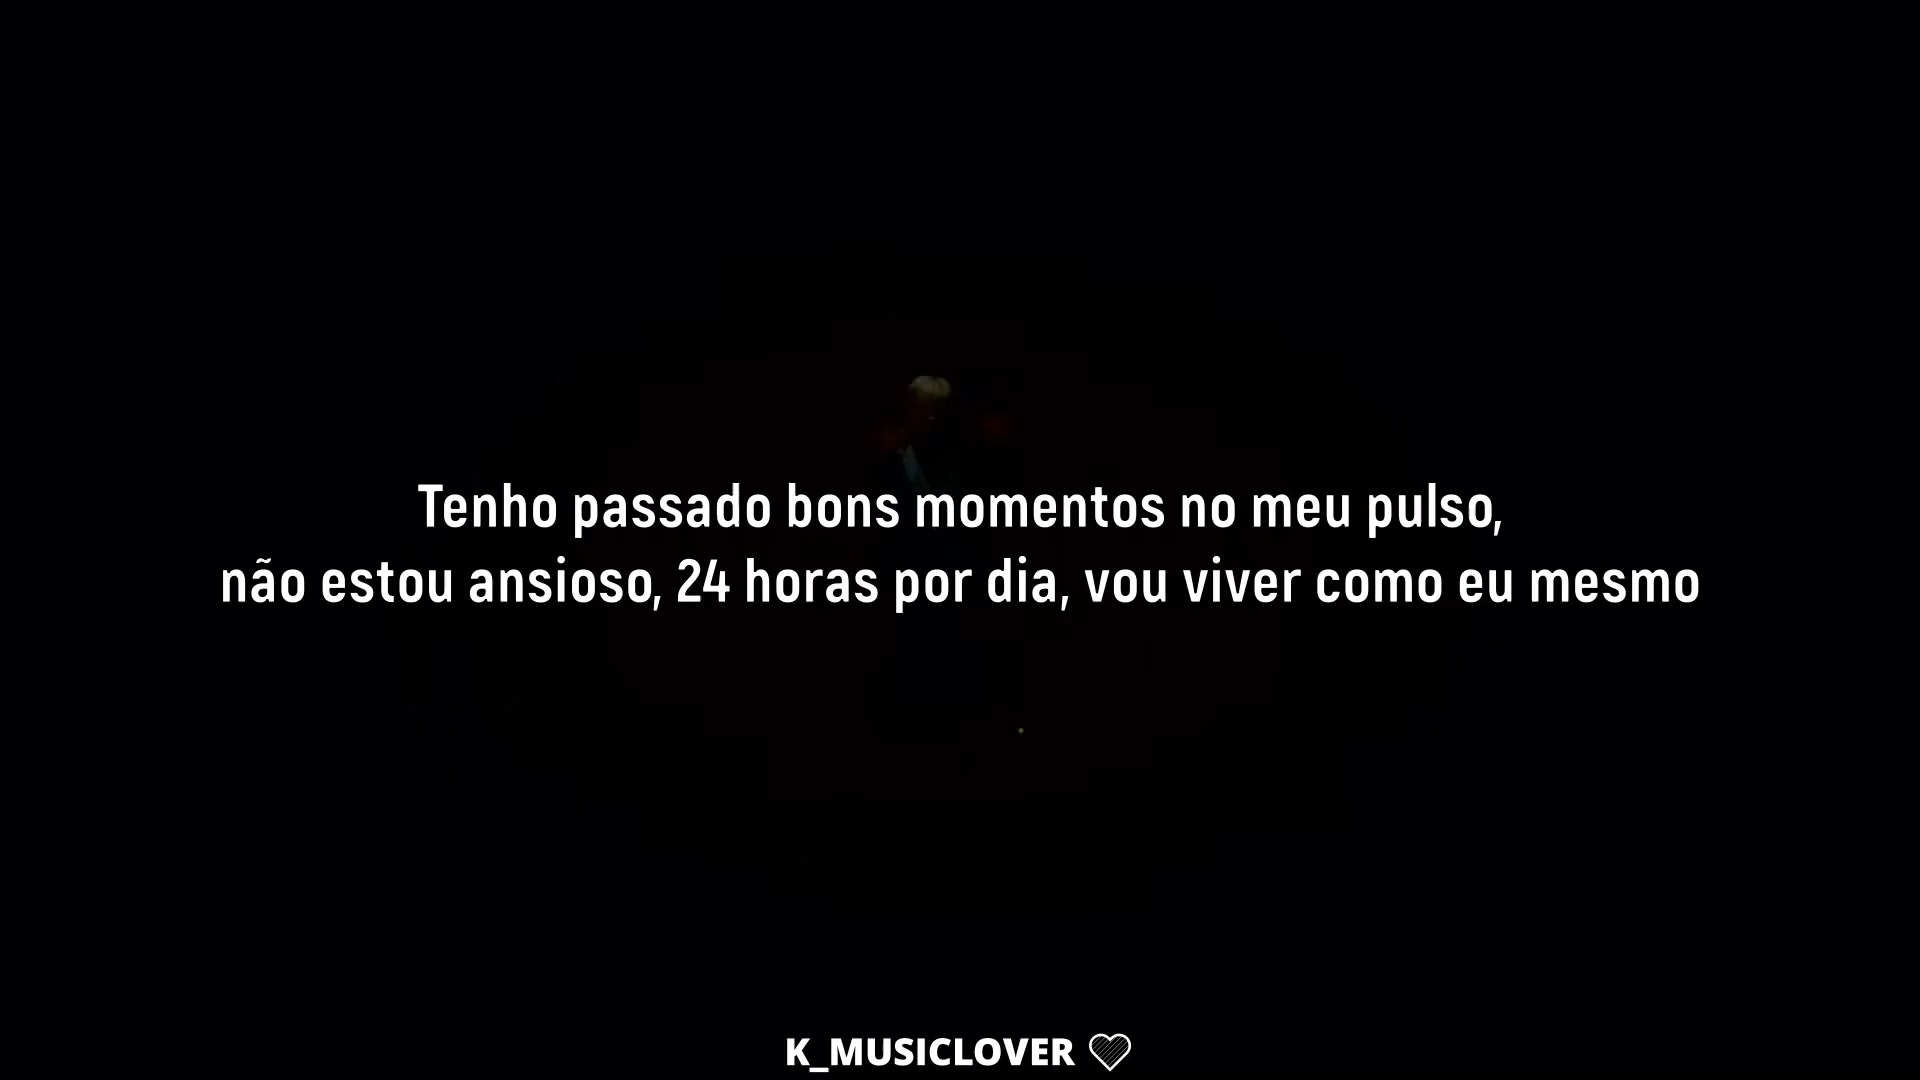 Tenho passado bons momentos no meu pulso,
não estou ansioso, 24 horas por dia, vou viver como eu mesmo
K_MUSICLOVER